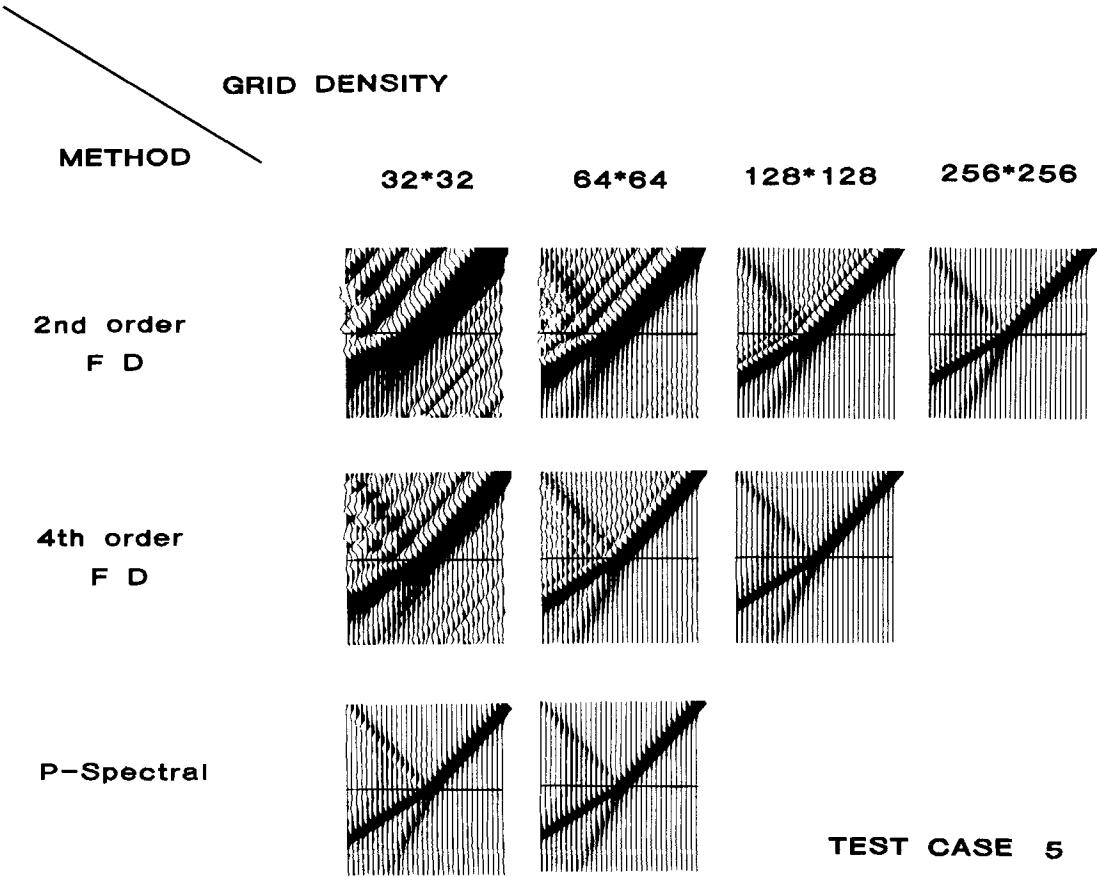 GRID DENSITY
METHOD
32*32 64*64 128*128 256*256
2nd order
F D
4th order
F D
P-Spectral
TEST CASE 5